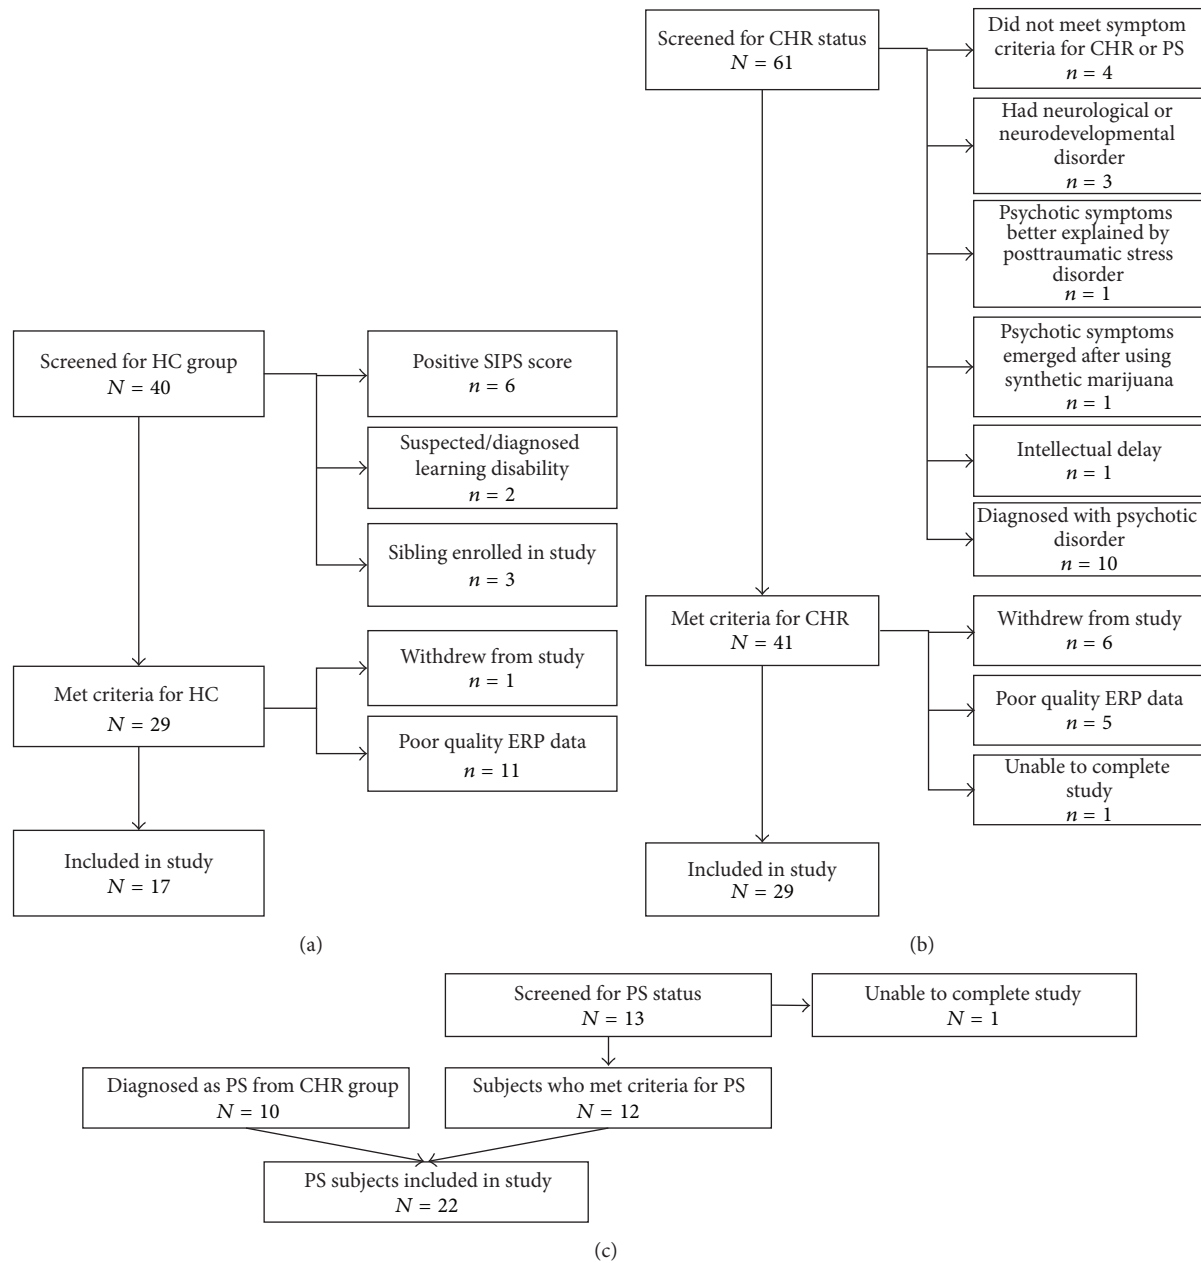 Screened for HC group
N = 40
Positive SIPS score
n = 6
Suspected/diagnosed
learning disability
n = 2
Sibling enrolled in study
n = 3
Met criteria for HC
N = 29
Withdrew from study
n = 1
Poor quality ERP data
n = 11
Included in study
N = 17
(a)
Screened for CHR status
N = 61
Did not meet symptom
criteria for CHR or PS
n = 4
Had neurological or
neurodevelopmental
disorder
n = 3
Psychotic symptoms
better explained by
posttraumatic stress
disorder
n = 1
Psychotic symptoms
emerged after using
synthetic marijuana
n = 1
Intellectual delay
n = 1
Diagnosed with psychotic
disorder
n = 10
Met criteria for CHR
N = 41
Withdrew from study
n = 6
Poor quality ERP data
n = 5
Unable to complete
study
n = 1
Included in study
N = 29
(b)
Screened for PS status
N = 13
Unable to complete study
N = 1
Diagnosed as PS from CHR group
N = 10
Subjects who met criteria for PS
N = 12
PS subjects included in study
N = 22
(c)